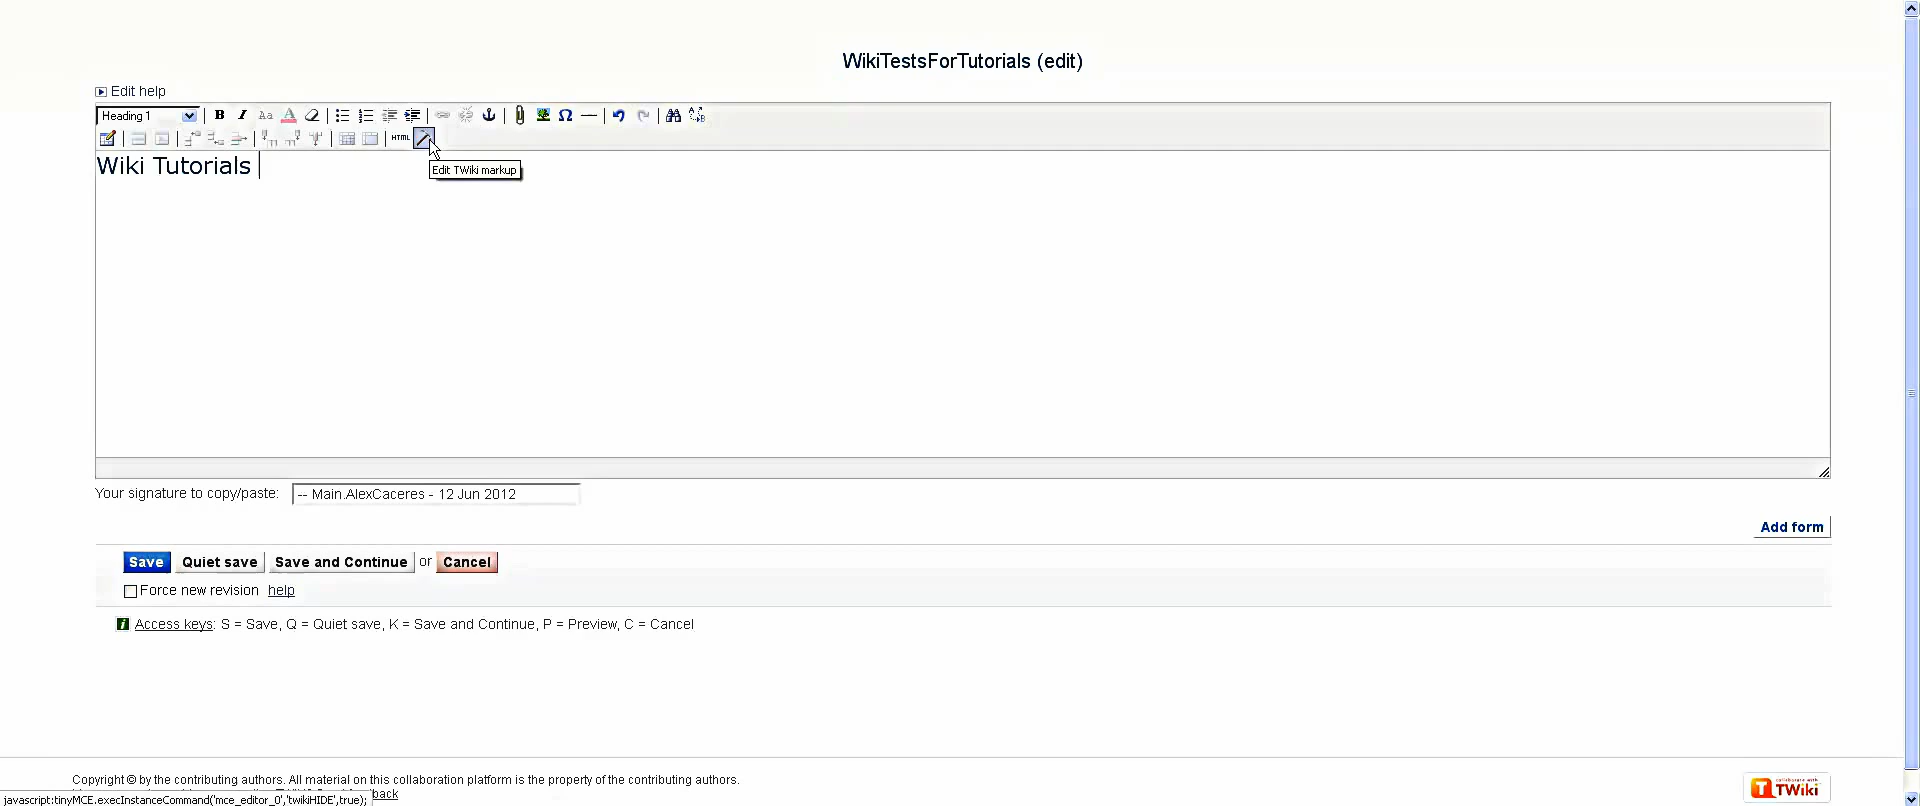 WikiTestsForTutorials (edit)
Edit help
Heading 1 B I Aa A Ω
HTML
Wiki Tutorials
Edit TWiki markup
Your signature to copy/paste: -- Main.AlexCaceres - 12 Jun 2012
Add form
Save Quiet save Save and Continue or Cancel
Force new revision help
Access keys: S = Save, Q = Quiet save, K = Save and Continue, P = Preview, C = Cancel
Copyright © by the contributing authors. All material on this collaboration platform is the property of the contributing authors.
back
javascript:tinyMCE.execInstanceCommand('mce_editor_0','twikiHIDE',true);
TWiki